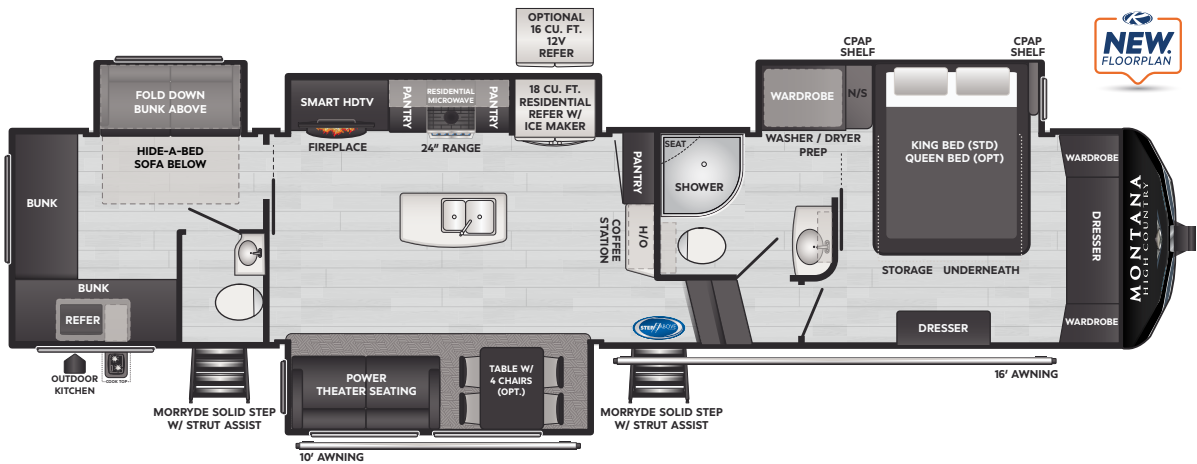 OPTIONAL
16 CU. FT.
12V
REFER
CPAP
SHELF
CPAP
SHELF
K
NEW.
FLOORPLAN
FOLD DOWN
BUNK ABOVE
HIDE-A-BED
SOFA BELOW
SMART HDTV
FIREPLACE
PANTRY
RESIDENTIAL
MICROWAVE
PANTRY
24" RANGE
18 CU. FT.
RESIDENTIAL
REFER W/
ICE MAKER
WARDROBE
N/S
WASHER / DRYER
PREP
KING BED (STD)
QUEEN BED (OPT)
WARDROBE
BUNK
PANTRY
SEAT
SHOWER
H/O
COFFEE
STATION
DRESSER
MONTANA
HIGH COUNTRY
STORAGE UNDERNEATH
BUNK
REFER
STEP ABOVE
DRESSER
WARDROBE
OUTDOOR
KITCHEN
COOK TOP
POWER
THEATER SEATING
TABLE W/
4 CHAIRS
(OPT.)
16' AWNING
MORRYDE SOLID STEP
W/ STRUT ASSIST
MORRYDE SOLID STEP
W/ STRUT ASSIST
10' AWNING